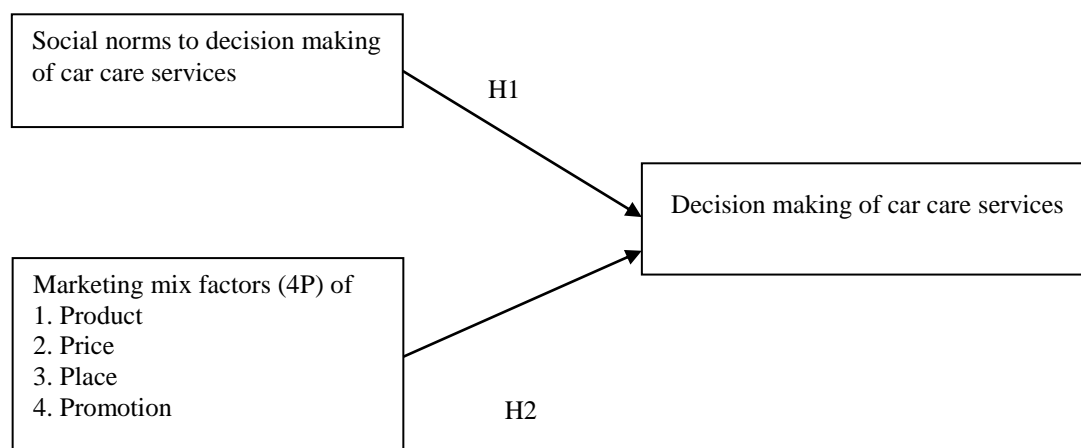 Social norms to decision making
of car care services
H1
Decision making of car care services
Marketing mix factors (4P) of
1. Product
2. Price
3. Place
4. Promotion
H2